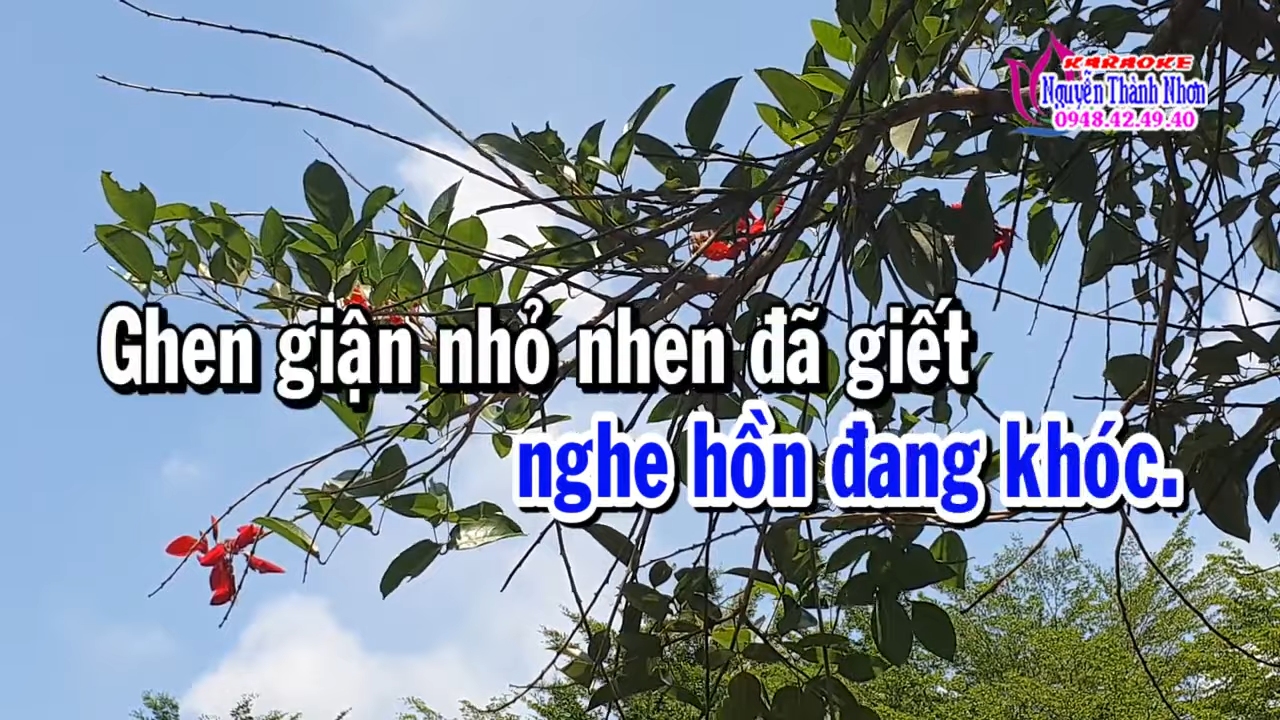 KARAOKE
Nguyễn Thành Nhơn
0948.42.49.40
Ghen giận nhỏ nhen đã giết
nghe hồn đang khóc.